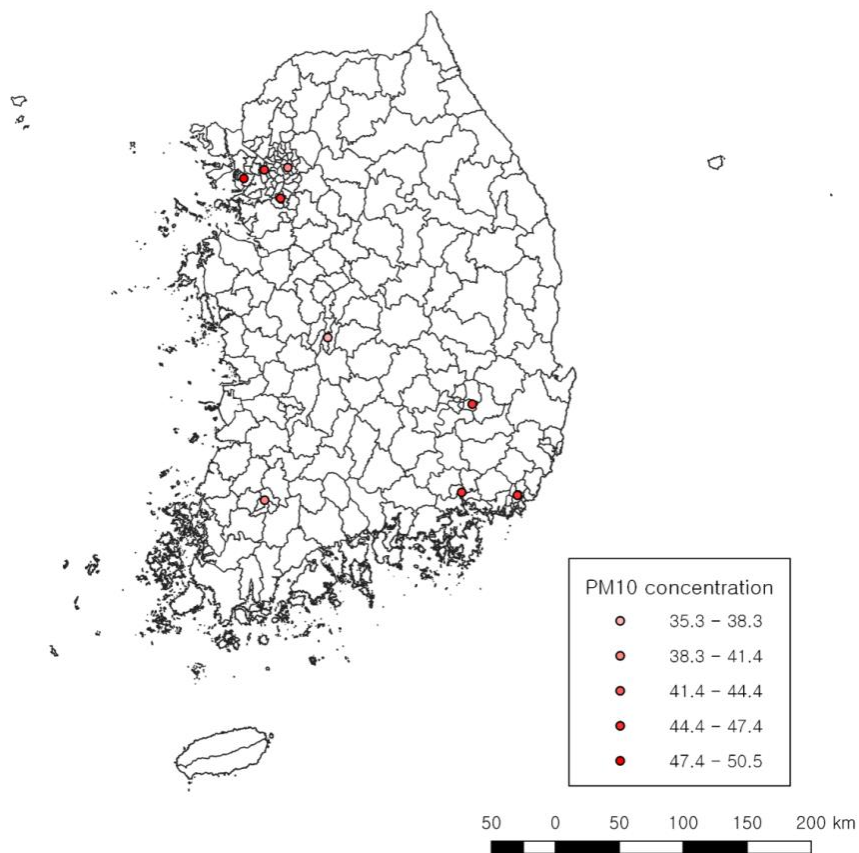 PM10 concentration
35.3 – 38.3
38.3 – 41.4
41.4 – 44.4
44.4 – 47.4
47.4 – 50.5
50 0 50 100 150 200 km